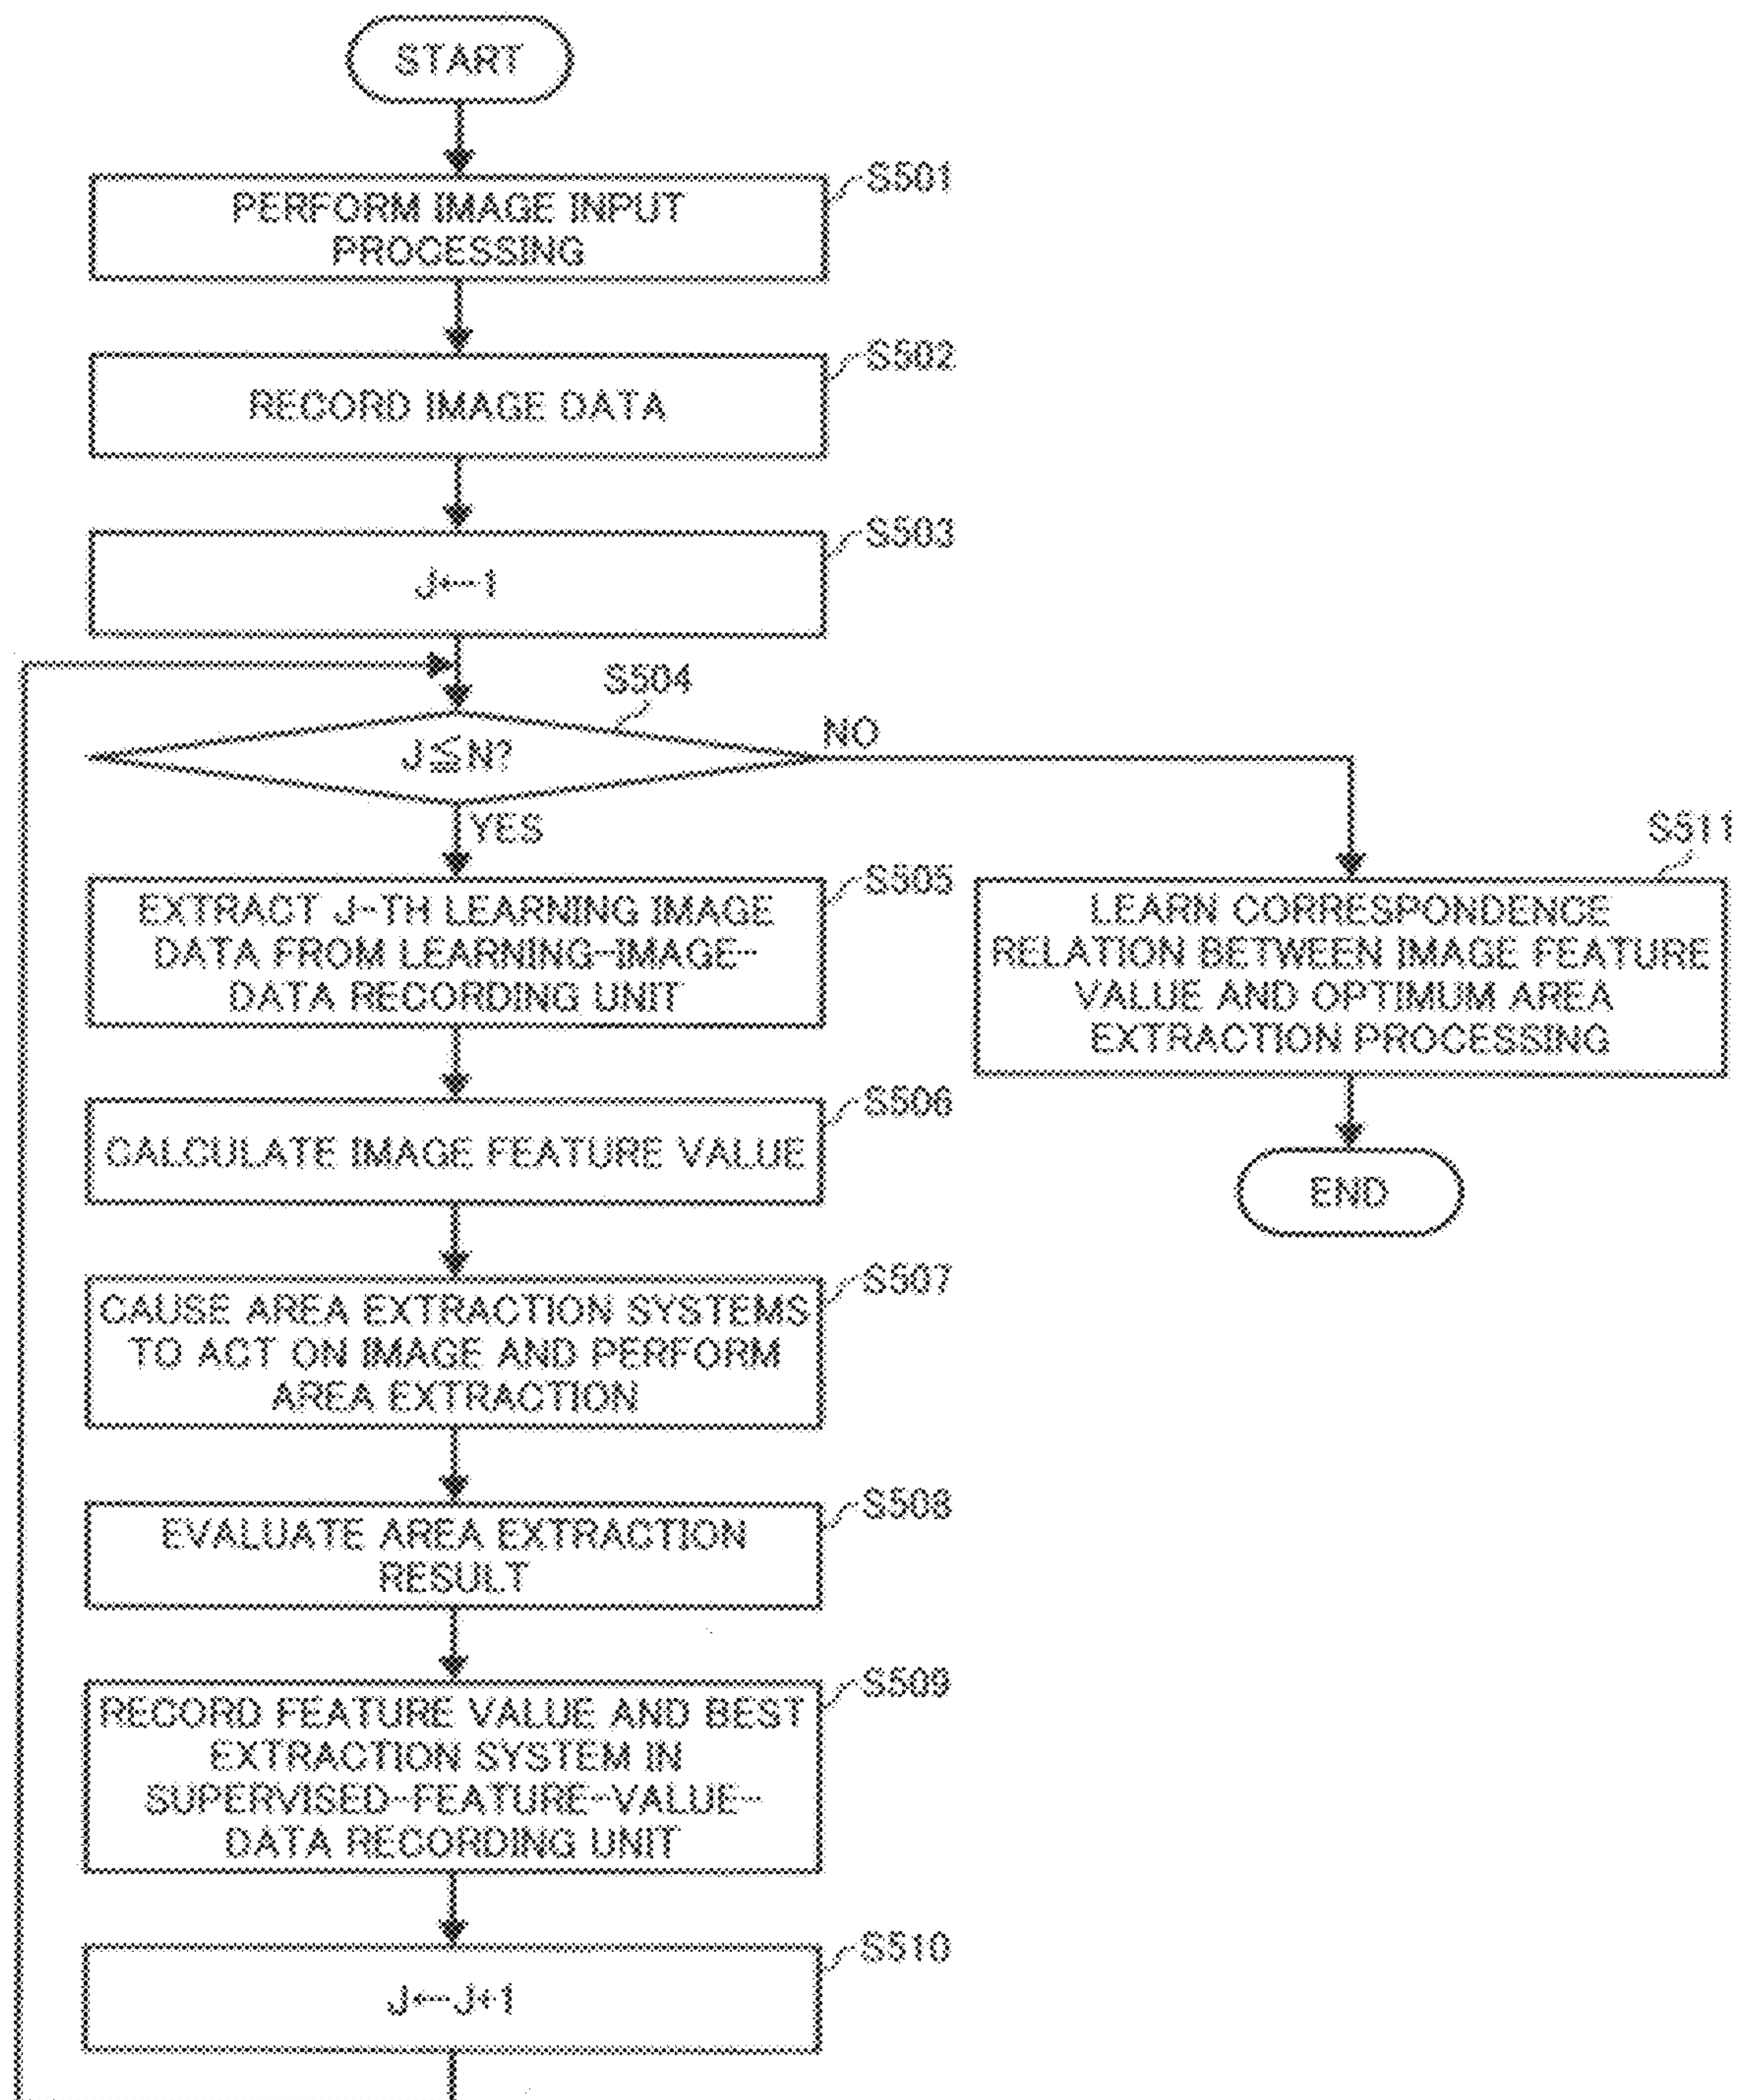 START
S501
PERFORM IMAGE INPUT
PROCESSING
S502
RECORD IMAGE DATA
S503
J←1
S504
J≦N?
NO
YES
S505
EXTRACT J-TH LEARNING IMAGE
DATA FROM LEARNING-IMAGE-
DATA RECORDING UNIT
S511
LEARN CORRESPONDENCE
RELATION BETWEEN IMAGE FEATURE
VALUE AND OPTIMUM AREA
EXTRACTION PROCESSING
S506
CALCULATE IMAGE FEATURE VALUE
END
S507
CAUSE AREA EXTRACTION SYSTEMS
TO ACT ON IMAGE AND PERFORM
AREA EXTRACTION
S508
EVALUATE AREA EXTRACTION
RESULT
S509
RECORD FEATURE VALUE AND BEST
EXTRACTION SYSTEM IN
SUPERVISED-FEATURE-VALUE-
DATA RECORDING UNIT
S510
J←J+1